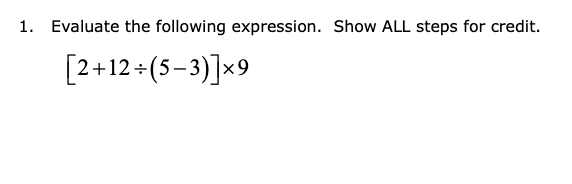 1. Evaluate the following expression. Show ALL steps for credit.
[2+12÷(5−3)]×9